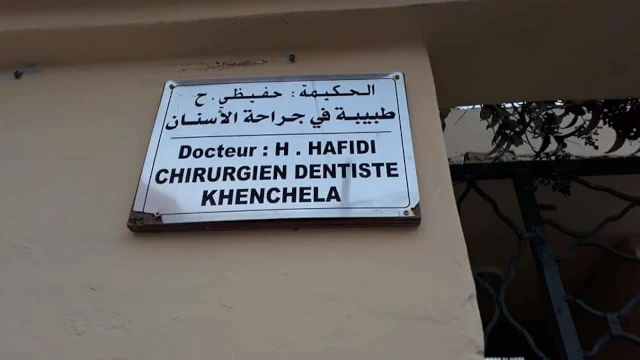 الحكيمة: حفيظي. ح
طبيبة في جراحة الأسنان
Docteur : H . HAFIDI
CHIRURGIEN DENTISTE
KHENCHELA